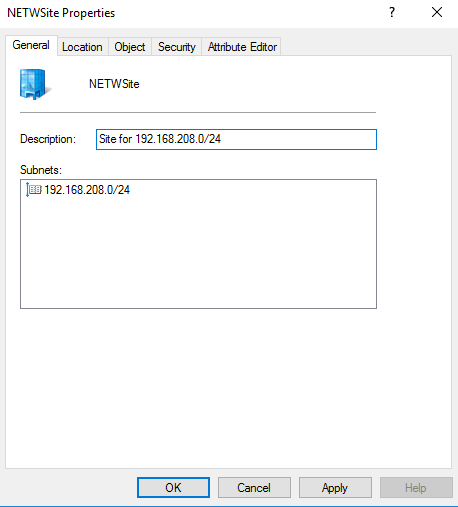 NETWSite Properties
?
General Location Object Security Attribute Editor
NETWSite
Description: Site for 192.168.208.0/24
Subnets:
192.168.208.0/24
OK Cancel Apply Help